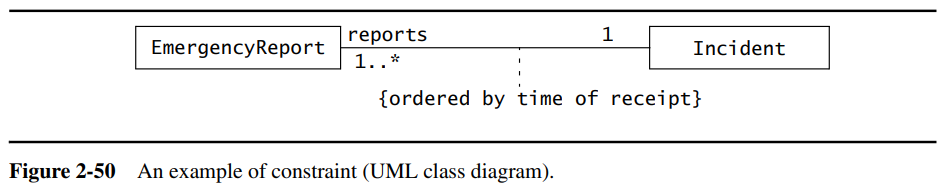 reports 1
EmergencyReport Incident
1..*
{ordered by time of receipt}
Figure 2-50 An example of constraint (UML class diagram).